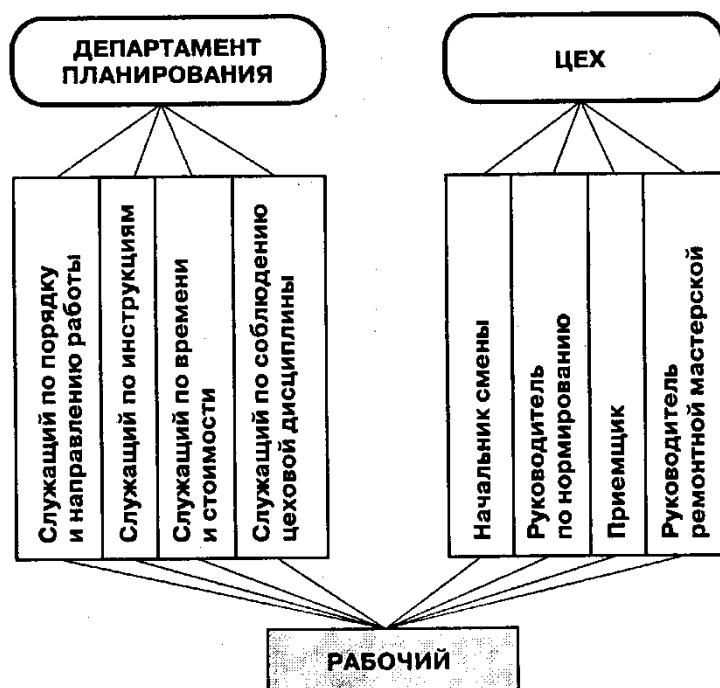 ДЕПАРТАМЕНТ
ПЛАНИРОВАНИЯ
ЦЕХ
Служащий по порядку
и направлению работы
Служащий по инструкциям
Служащий по времени
и стоимости
Служащий по соблюдению
цеховой дисциплины
Начальник смены
Руководитель
по нормированию
Приемщик
Руководитель
ремонтной мастерской
РАБОЧИЙ